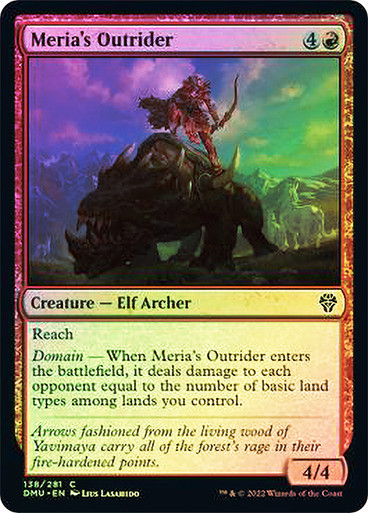 Meria's Outrider 4
Creature — Elf Archer
Reach
Domain — When Meria's Outrider enters
the battlefield, it deals damage to each
opponent equal to the number of basic land
types among lands you control.
Arrows fashioned from the living wood of
Yavimaya carry all of the forest's rage in their
fire-hardened points.
4/4
138/281 C
DMU • EN Lius Lasahido
™ & © 2022 Wizards of the Coast